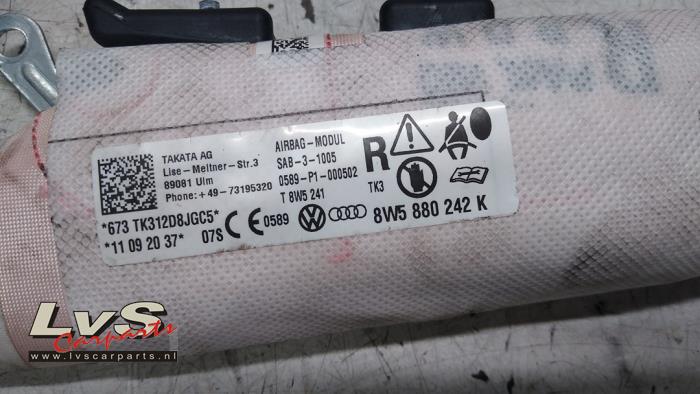 TAKATA AG
Lise-Meitner-Str.3
89081 Ulm
Phone:+49-73195320
*673 TK312D8JGC5*
*11 09 20 37* 07S
AIRBAG-MODUL
SAB-3-1005
0589-P1-000502
T 8W5 241
R
TK3
CE 0589
8W5 880 242 K
LvS
Carparts
www.lvscarparts.nl